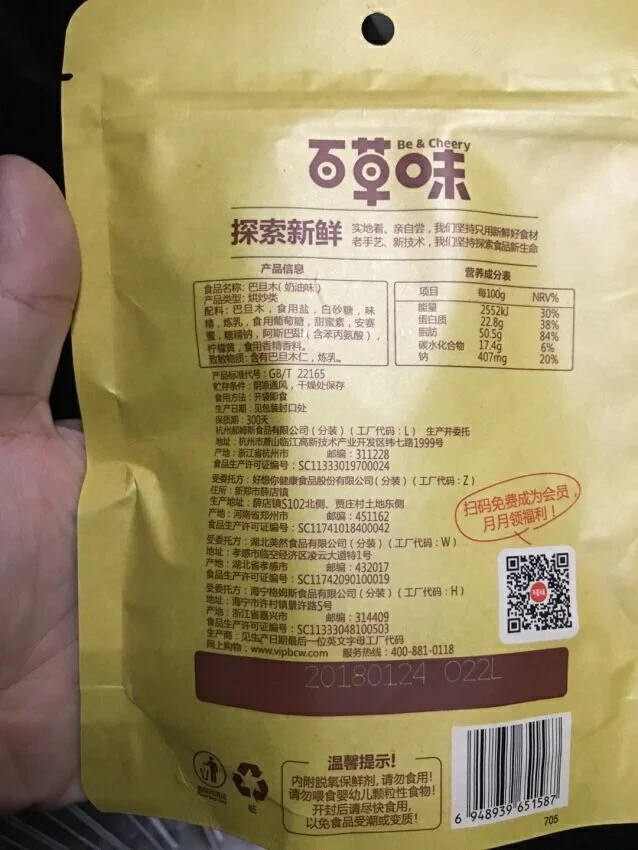 Be & Cheery
百草味
探索新鲜
实地看、亲自尝，我们坚持只用新鲜好食材
老手艺、新技术，我们坚持探索食品新生命
产品信息
食品名称：巴旦木(奶油味)
产品类型：烘炒类
配料：巴旦木，食用盐，白砂糖，味
精，炼乳，食用葡萄糖，甜蜜素，安赛
蜜，糖精钠，阿斯巴甜（含苯丙氨酸），
柠檬黄，食用香精香料。
致敏物质：含有巴旦木仁，炼乳。
营养成分表
项目 每100g NRV%
能量 2552kJ 30%
蛋白质 22.8g 38%
脂肪 50.5g 84%
碳水化合物 17.4g 6%
钠 407mg 20%
产品标准代号：GB/T 22165
贮存条件：阴凉通风，干燥处保存
食用方法：开袋即食
生产日期：见包装封口处
保质期：300天
杭州郝姆斯食品有限公司（分装）（工厂代码：L） 生产并委托
地址：杭州市萧山临江高新技术产业开发区纬七路1999号
产地：浙江省杭州市 邮编：311228
食品生产许可证编号：SC11333019700024
受委托方：好想你健康食品股份有限公司（分装）（工厂代码：Z）
住所：新郑市薛店镇
生产地址：薛店镇S102北侧、贾庄村土地东侧
产地：河南省郑州市 邮编：451162
食品生产许可证编号：SC11741018400042
受委托方：湖北美然食品有限公司（分装）（工厂代码：W）
地址：孝感市临空经济区凌云大道特1号
产地：湖北省孝感市 邮编：432017
食品生产许可证编号：SC11742090100019
受委托方：海宁格姆斯食品有限公司（分装）（工厂代码：H）
地址：海宁市许村镇景许路5号
产地：浙江省嘉兴市 邮编：314409
食品生产许可证编号：SC11333048100503
生产商：见生产日期最后一位英文字母工厂代码
网上购物：www.vipbcw.com 服务热线：400-881-0118
扫码免费成为会员，
月月领福利！
百草味
20180124 022L
纸
温馨提示！
内附脱氧保鲜剂，请勿食用！
请勿喂食婴幼儿颗粒性食物！
开封后请尽快食用，
以免食品受潮或变质！
6 948939 651587
705